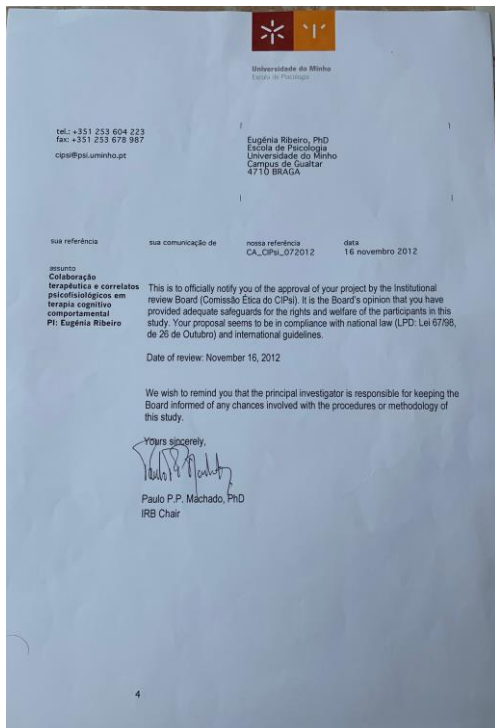 Universidade do Minho
Escola de Psicologia
tel.: +351 253 604 223
fax: +351 253 678 987
cipsi@psi.uminho.pt
Eugênia Ribeiro, PhD
Escola de Psicologia
Universidade do Minho
Campus de Gualtar
4710 BRAGA
sua referência
sua comunicação de
nossa referência
CA_CIPsi_072012
data
16 novembro 2012
assunto
Colaboração
terapêutica e correlatos
psicofisiológicos em
terapia cognitivo
comportamental
PI: Eugênia Ribeiro
This is to officially notify you of the approval of your project by the Institutional
review Board (Comissão Ética do CIPsi). It is the Board's opinion that you have
provided adequate safeguards for the rights and welfare of the participants in this
study. Your proposal seems to be in compliance with national law (LPD: Lei 67/98,
de 26 de Outubro) and international guidelines.
Date of review: November 16, 2012
We wish to remind you that the principal investigator is responsible for keeping the
Board informed of any chances involved with the procedures or methodology of
this study.
Yours sincerely,
Paulo P. Machado
Paulo P.P. Machado, PhD
IRB Chair
4